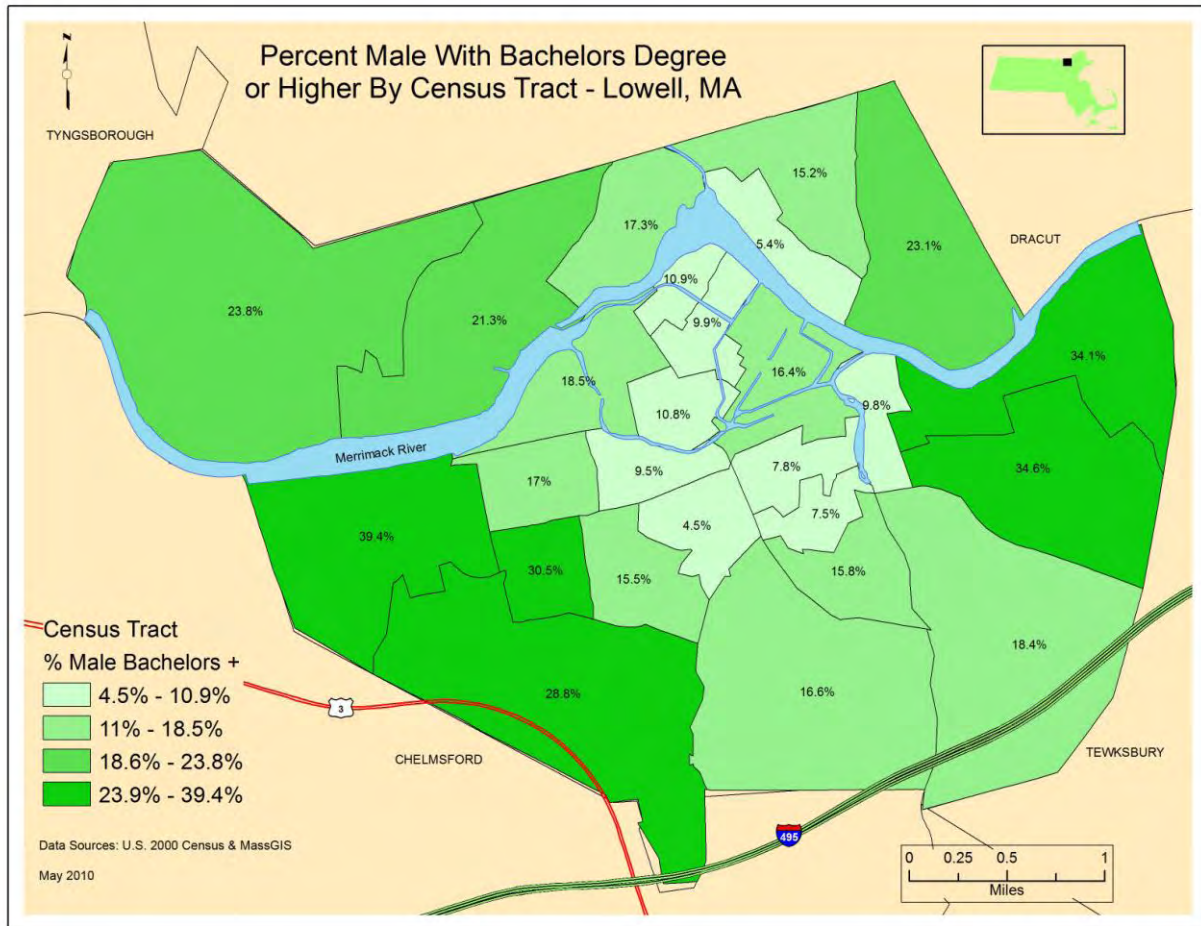 Percent Male With Bachelors Degree
or Higher By Census Tract - Lowell, MA
N
TYNGSBOROUGH
15.2%
17.3%
5.4%
23.1%
DRACUT
10.9%
23.8%
21.3%
9.9%
34.1%
18.5%
16.4%
9.8%
10.8%
Merrimack River
9.5%
7.8%
34.6%
17%
7.5%
4.5%
39.4%
30.5%
15.5%
15.8%
18.4%
28.8%
16.6%
3
CHELMSFORD
TEWKSBURY
495
Census Tract
% Male Bachelors +
4.5% - 10.9%
11% - 18.5%
18.6% - 23.8%
23.9% - 39.4%
Data Sources: U.S. 2000 Census & MassGIS
May 2010
0 0.25 0.5 1
Miles